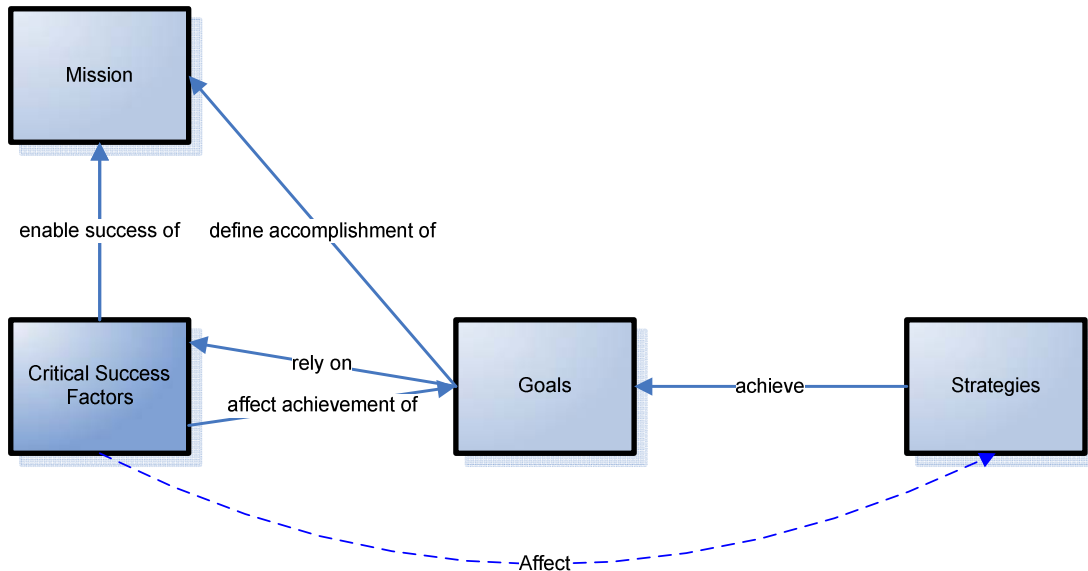 Mission
enable success of
define accomplishment of
Critical Success
Factors
rely on
affect achievement of
Goals
achieve
Strategies
Affect